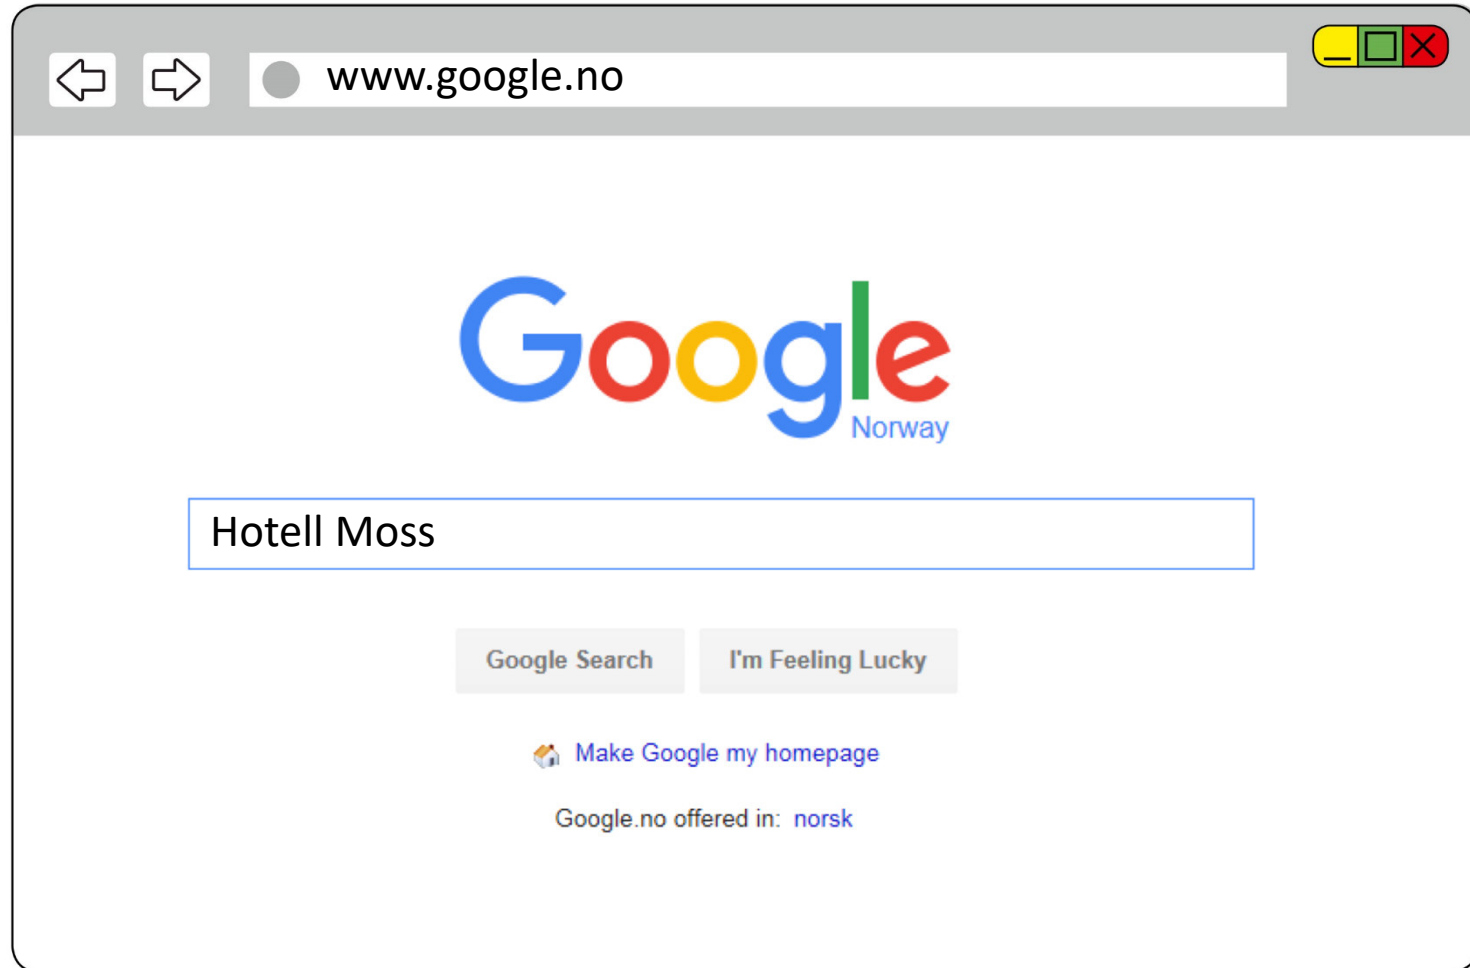 www.google.no
Google
Norway
Hotell Moss
Google Search I'm Feeling Lucky
Make Google my homepage
Google.no offered in: norsk